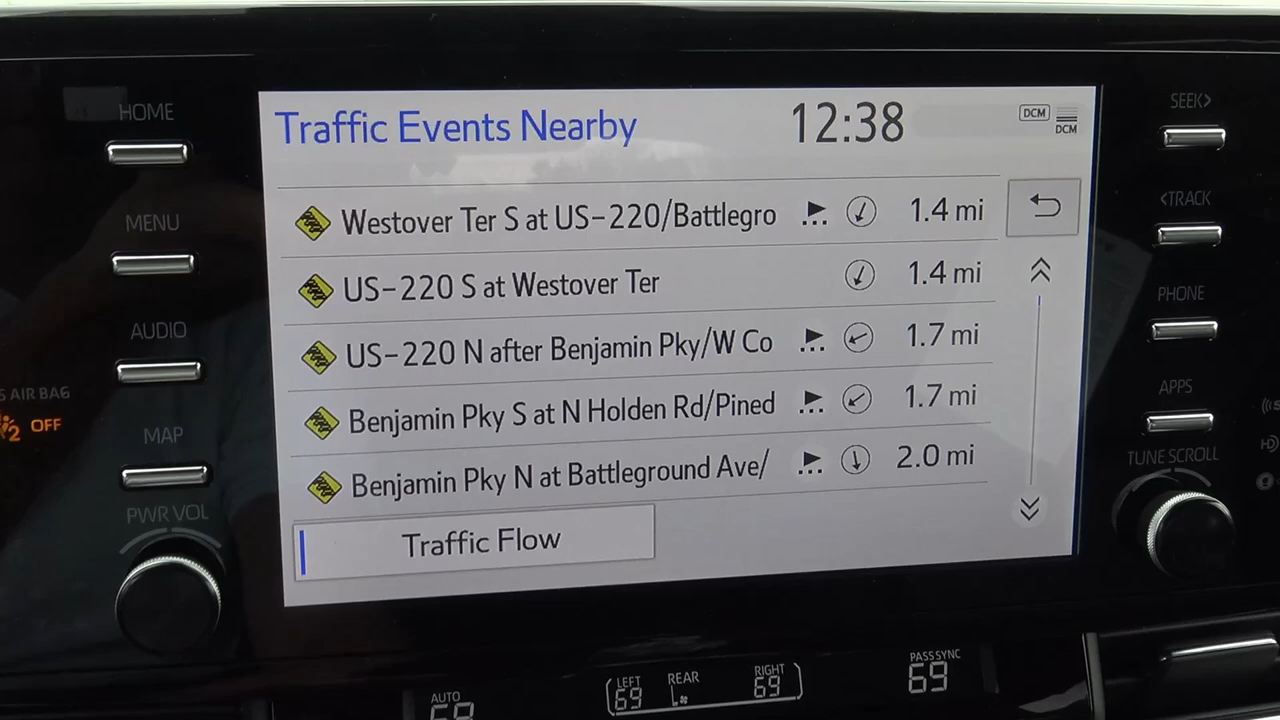 HOME
MENU
AUDIO
S AIR BAG
2 OFF
MAP
PWR VOL
Traffic Events Nearby 12:38 DCM DCM
Westover Ter S at US-220/Battlegro 1.4 mi
US-220 S at Westover Ter 1.4 mi
US-220 N after Benjamin Pky/W Co 1.7 mi
Benjamin Pky S at N Holden Rd/Pined 1.7 mi
Benjamin Pky N at Battleground Ave/ 2.0 mi
Traffic Flow
SEEK>
<TRACK
PHONE
APPS
TUNE SCROLL
HD
AUTO
69
LEFT
69
REAR
RIGHT
69
PASS SYNC
69